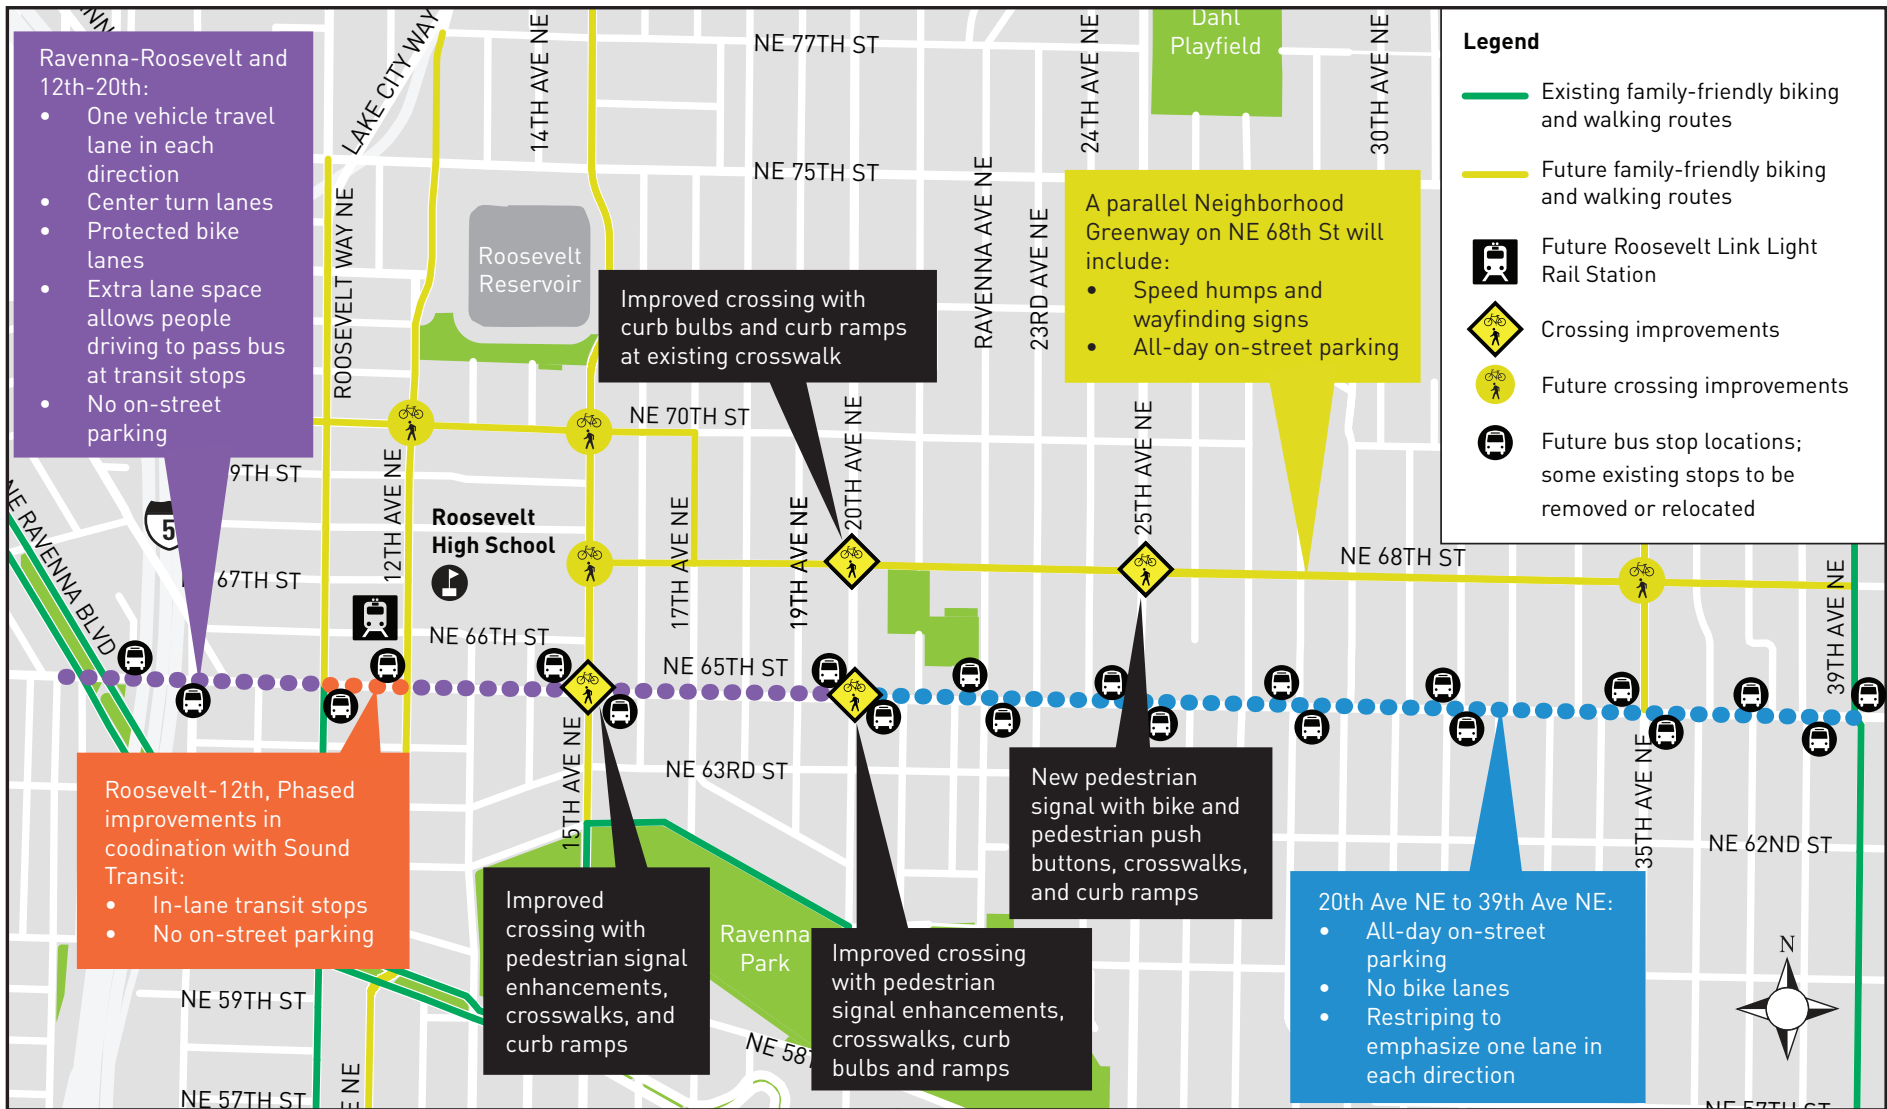 Ravenna-Roosevelt and
12th-20th:
• One vehicle travel
lane in each
direction
• Center turn lanes
• Protected bike
lanes
• Extra lane space
allows people
driving to pass bus
at transit stops
• No on-street
parking
Roosevelt-12th, Phased
improvements in
coodination with Sound
Transit:
• In-lane transit stops
• No on-street parking
Improved crossing with
curb bulbs and curb ramps
at existing crosswalk
A parallel Neighborhood
Greenway on NE 68th St will
include:
• Speed humps and
wayfinding signs
• All-day on-street parking
Improved
crossing with
pedestrian signal
enhancements,
crosswalks, and
curb ramps
Improved crossing
with pedestrian
signal enhancements,
crosswalks, curb
bulbs and ramps
New pedestrian
signal with bike and
pedestrian push
buttons, crosswalks,
and curb ramps
20th Ave NE to 39th Ave NE:
• All-day on-street
parking
• No bike lanes
• Restriping to
emphasize one lane in
each direction
Legend
Existing family-friendly biking
and walking routes
Future family-friendly biking
and walking routes
Future Roosevelt Link Light
Rail Station
Crossing improvements
Future crossing improvements
Future bus stop locations;
some existing stops to be
removed or relocated
LAKE CITY WAY
ROOSEVELT WAY NE
12TH AVE NE
14TH AVE NE
15TH AVE NE
17TH AVE NE
19TH AVE NE
20TH AVE NE
RAVENNA AVE NE
23RD AVE NE
24TH AVE NE
25TH AVE NE
30TH AVE NE
35TH AVE NE
39TH AVE NE
NE RAVENNA BLVD
NE 77TH ST
NE 75TH ST
NE 70TH ST
9TH ST
NE 68TH ST
67TH ST
NE 66TH ST
NE 65TH ST
NE 63RD ST
NE 62ND ST
NE 59TH ST
NE 58
NE 57TH ST
NE 57TH ST
NE
Dahl
Playfield
Roosevelt
Reservoir
Roosevelt
High School
Ravenna
Park
5
N